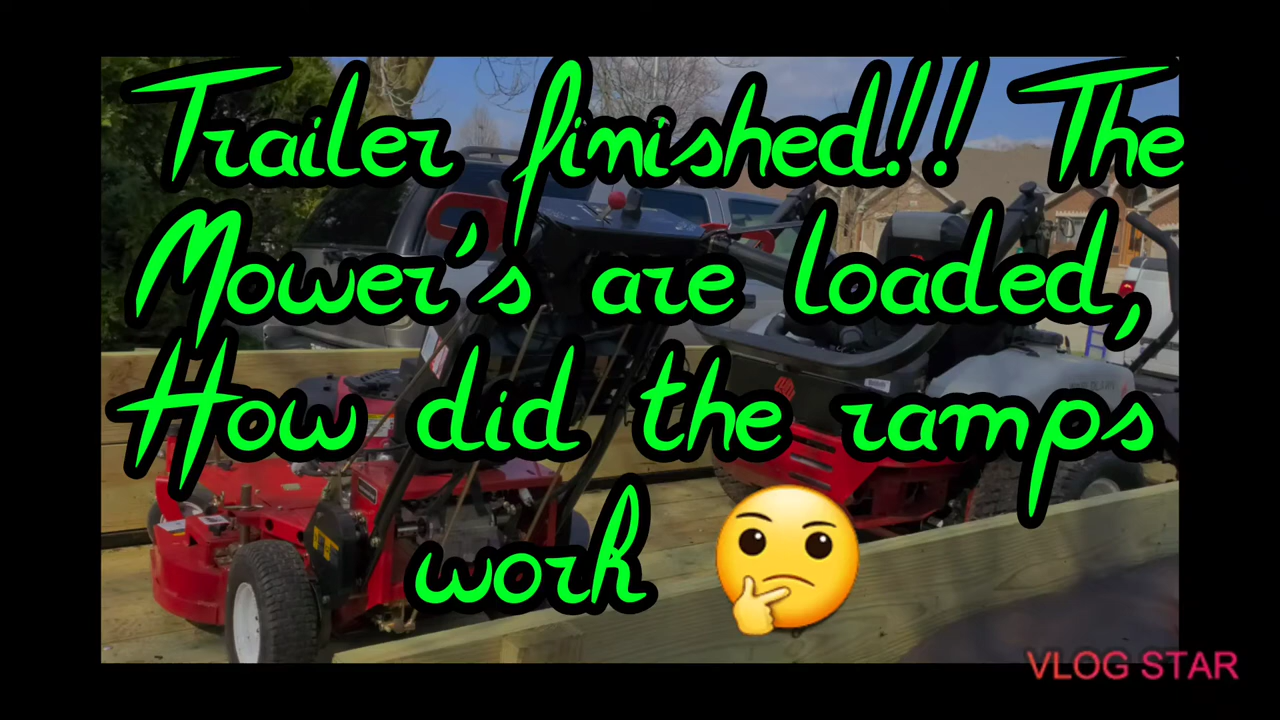 Trailer finished!! The
Mower's are loaded,
How did the ramps
work 🤔
VLOG STAR